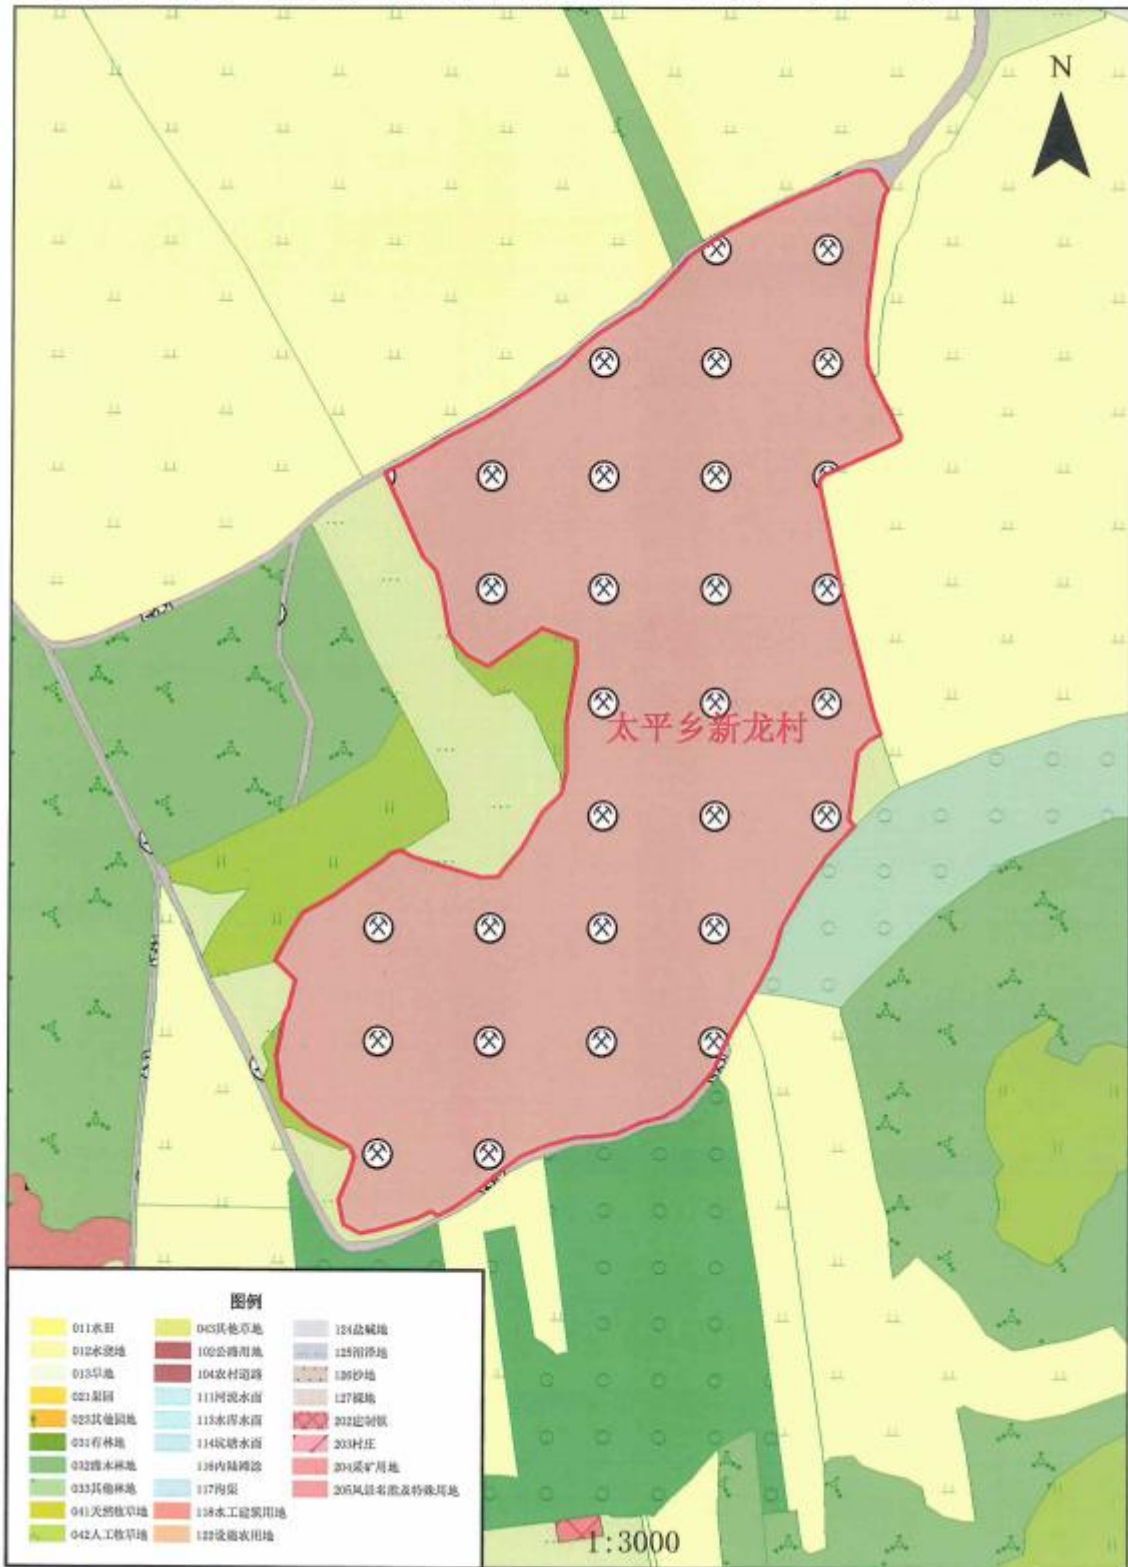 N
太平乡新龙村
图例
011水田
012水浇地
013旱地
021果园
023其他园地
031有林地
032灌木林地
033其他林地
041天然牧草地
042人工牧草地
043其他草地
102公路用地
104农村道路
111河流水面
113水库水面
114坑塘水面
116内陆滩涂
117沟渠
118水工建筑用地
122设施农用地
124盐碱地
125沼泽地
126沙地
127裸地
202建制镇
203村庄
204采矿用地
205风景名胜及特殊用地
1:3000